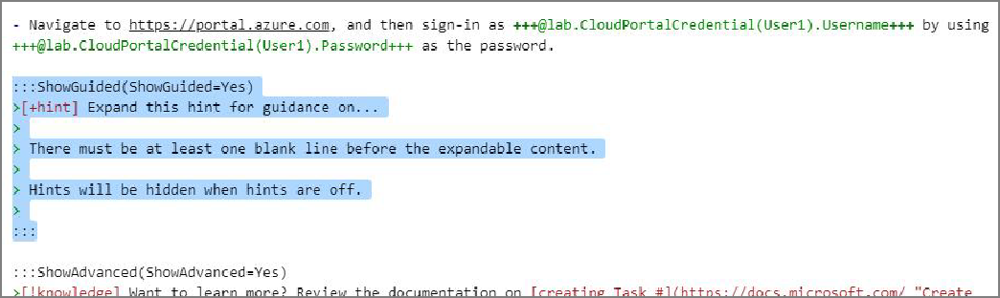 - Navigate to https://portal.azure.com, and then sign-in as +++@lab.CloudPortalCredential(User1).Username+++ by using
+++@lab.CloudPortalCredential(User1).Password+++ as the password.
:::ShowGuided(ShowGuided=Yes)
>[+hint] Expand this hint for guidance on...
>
> There must be at least one blank line before the expandable content.
>
> Hints will be hidden when hints are off.
>
:::
:::ShowAdvanced(ShowAdvanced=Yes)
>[!knowledge] Want to learn more? Review the documentation on [creating Task #](https://docs.microsoft.com/ "Create